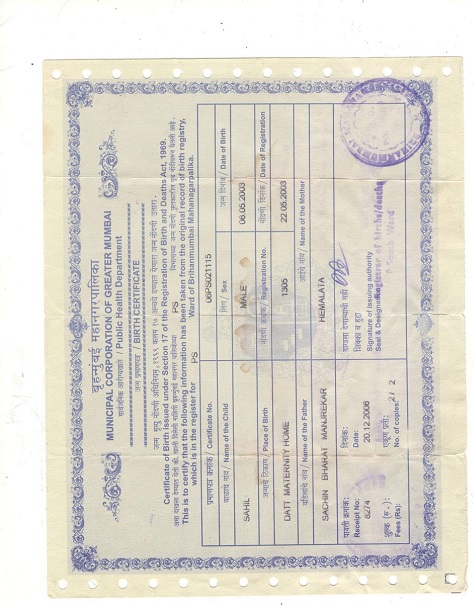 बृहन्मुंबई महानगरपालिका
MUNICIPAL CORPORATION OF GREATER MUMBAI
सार्वजनिक आरोग्यखाते / Public Health Department
जन्म प्रमाणपत्र / BIRTH CERTIFICATE
Certificate of Birth issued under Section 17 of the Registration of Birth and Deaths Act, 1969.
PS
This is to certify that the following information has been taken from the original record of birth registry,
which is in the register for PS Ward of Brihanmumbai Mahanagarpalika.
प्रमाणपत्र क्रमांक / Certificate No. 06PS021115
बाळाचे नाव / Name of the Child लिंग / Sex जन्म दिनांक / Date of Birth
SAHIL MALE 06.05.2003
जन्माचे ठिकाण / Place of Birth नोंदणी क्रमांक / Registration No. नोंदणी दिनांक / Date of Registration
DATT MATERNITY HOME 1305 22.05.2003
वडिलांचे नाव / Name of the Father आईचे नाव / Name of the Mother
SACHIN BHARAT MANJREKAR HEMALATA
पावती क्रमांक: दिनांक:
Receipt No: Date:
8274 20.12.2006
शुल्क (रु.) : एकूण प्रती:
Fees (Rs): No. of copies: 2/2
Signature of issuing authority
Seal & Designation
Registrar of births/deaths
Ward